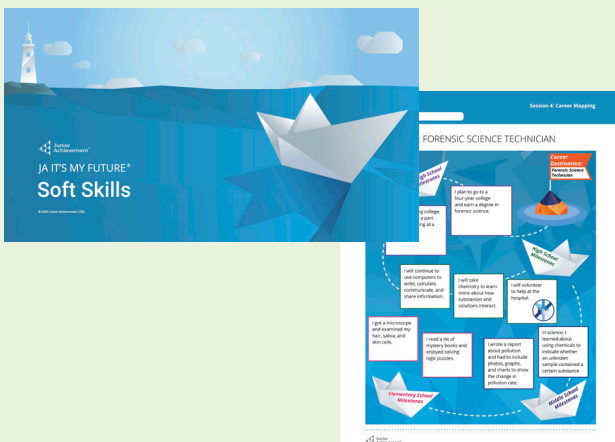 Junior
Achievement
JA IT'S MY FUTURE®
Soft Skills
Session 4: Career Mapping
FORENSIC SCIENCE TECHNICIAN
Career
Destination:
Forensic Science
Technician
School
Milestones
I plan to go to a
four-year college
and earn a degree in
forensic science.
college,
a part
at a
High School
Milestones
I will continue to
use computers to
write, calculate,
communicate, and
share information.
I will take
chemistry to learn
more about how
substances and
solutions interact.
I will volunteer
to help at the
hospital.
I got a microscope
and examined my
hair, saliva, and
skin cells.
I read a lot of
mystery books and
enjoyed solving
logic puzzles.
I wrote a report
about pollution
and had to include
photos, graphs,
and charts to show
the change in
pollution rate.
In science, I
learned about
using chemicals to
indicate whether
an unknown
sample contained a
certain substance.
Elementary School
Milestones
Middle School
Milestones
Junior